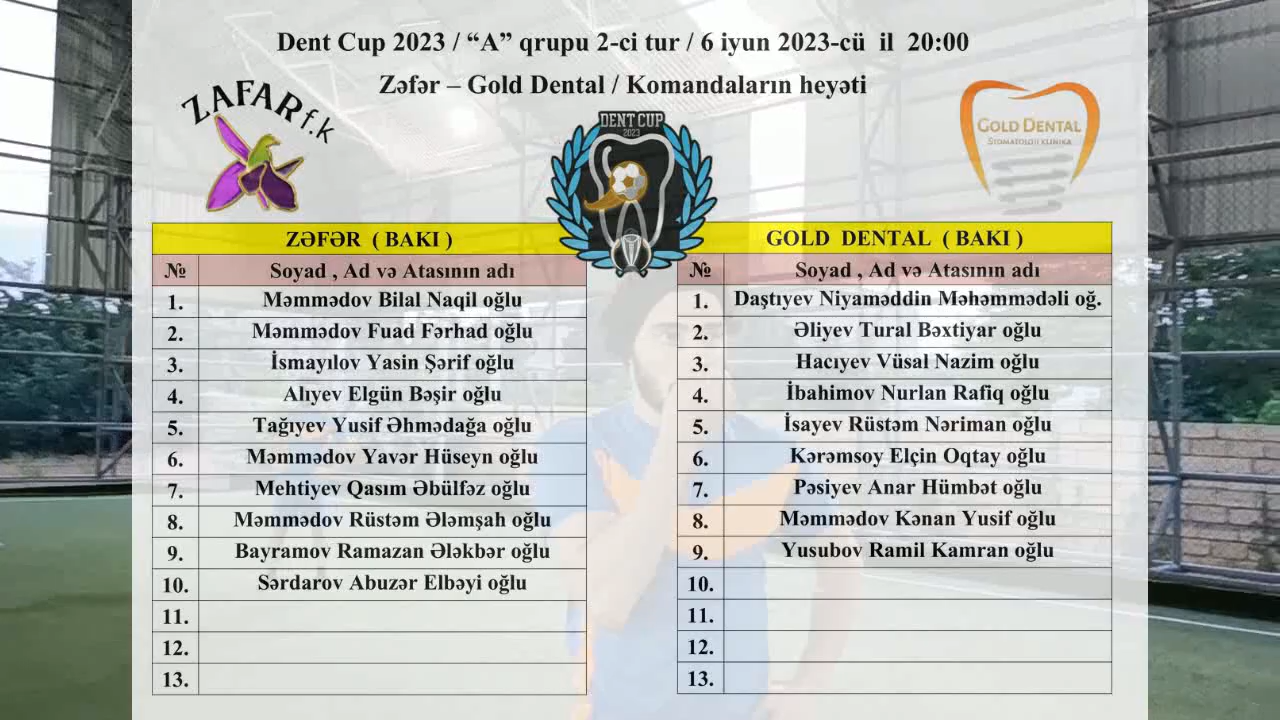 Dent Cup 2023 / “A” qrupu 2-ci tur / 6 iyun 2023-cü il 20:00
Zəfər – Gold Dental / Komandaların heyəti
ZAFAR f.k
DENT CUP
2023
GOLD DENTAL
STOMATOLOJİ KLİNİKA
ZƏFƏR ( BAKI )
№ Soyad , Ad və Atasının adı
1. Məmmədov Bilal Naqil oğlu
2. Məmmədov Fuad Fərhad oğlu
3. İsmayılov Yasin Şərif oğlu
4. Alıyev Elgün Bəşir oğlu
5. Tağıyev Yusif Əhmədağa oğlu
6. Məmmədov Yavər Hüseyn oğlu
7. Mehtiyev Qasım Əbülfəz oğlu
8. Məmmədov Rüstəm Ələmşah oğlu
9. Bayramov Ramazan Ələkbər oğlu
10. Sərdarov Abuzər Elbəyi oğlu
11.
12.
13.
GOLD DENTAL ( BAKI )
№ Soyad , Ad və Atasının adı
1. Daştıyev Niyaməddin Məhəmmədəli oğ.
2. Əliyev Tural Bəxtiyar oğlu
3. Hacıyev Vüsal Nazim oğlu
4. İbahimov Nurlan Rafiq oğlu
5. İsayev Rüstəm Nəriman oğlu
6. Kərəmsoy Elçin Oqtay oğlu
7. Pəsiyev Anar Hümbət oğlu
8. Məmmədov Kənan Yusif oğlu
9. Yusubov Ramil Kamran oğlu
10.
11.
12.
13.